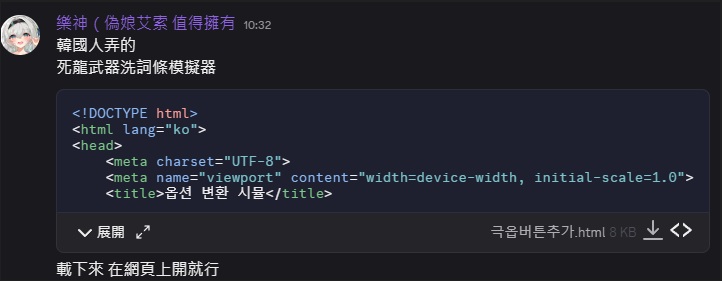 樂神 ( 偽娘艾索 值得擁有 10:32
韓國人弄的
死龍武器洗詞條模擬器
<!DOCTYPE html>
<html lang="ko">
<head>
    <meta charset="UTF-8">
    <meta name="viewport" content="width=device-width, initial-scale=1.0">
    <title>옵션 변환 시뮬</title>
展開 극옵버튼추가.html 8 KB
載下來 在網頁上開就行